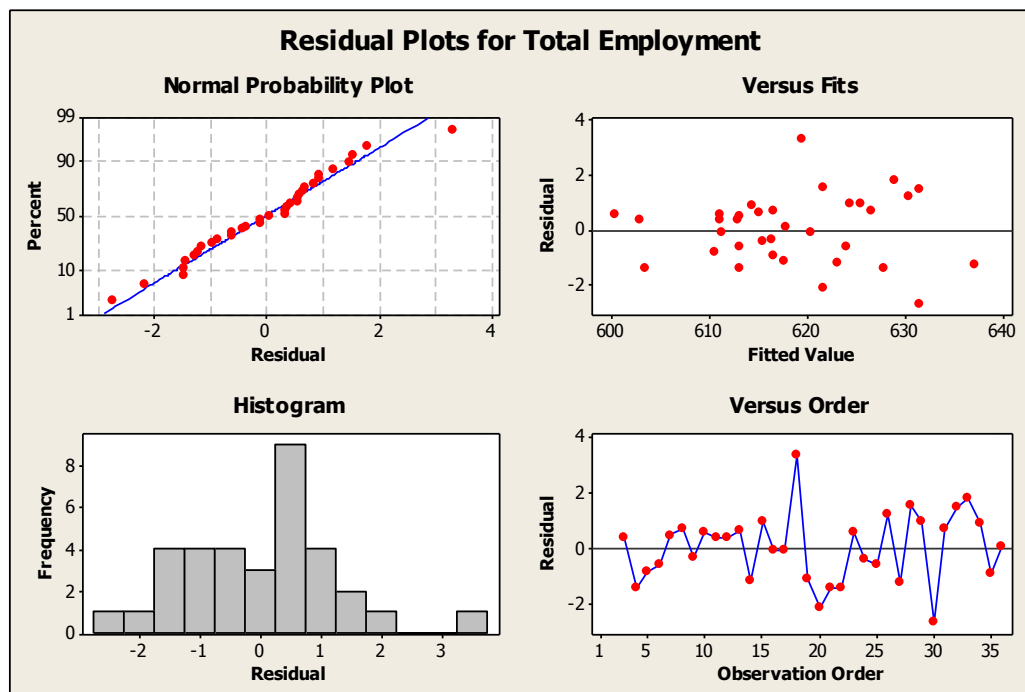 Residual Plots for Total Employment
Normal Probability Plot
Percent
99
90
50
10
1
-2 0 2 4
Residual
Versus Fits
Residual
4
2
0
-2
600 610 620 630 640
Fitted Value
Histogram
Frequency
8
6
4
2
0
-2 -1 0 1 2 3
Residual
Versus Order
Residual
4
2
0
-2
1 5 10 15 20 25 30 35
Observation Order